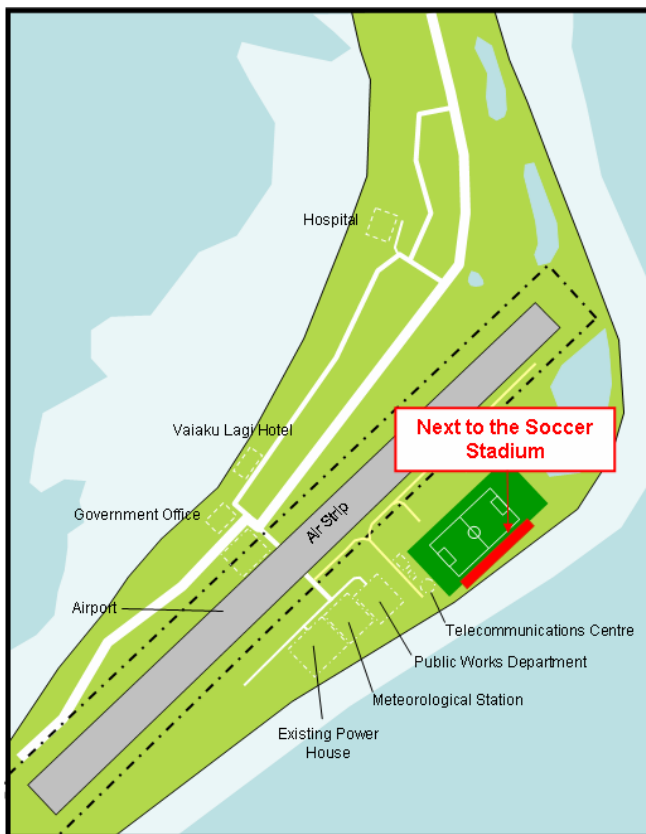 Hospital
Next to the Soccer
Stadium
Vaiaku Lagi Hotel
Government Office
Air Strip
Airport
Telecommunications Centre
Public Works Department
Meteorological Station
Existing Power
House